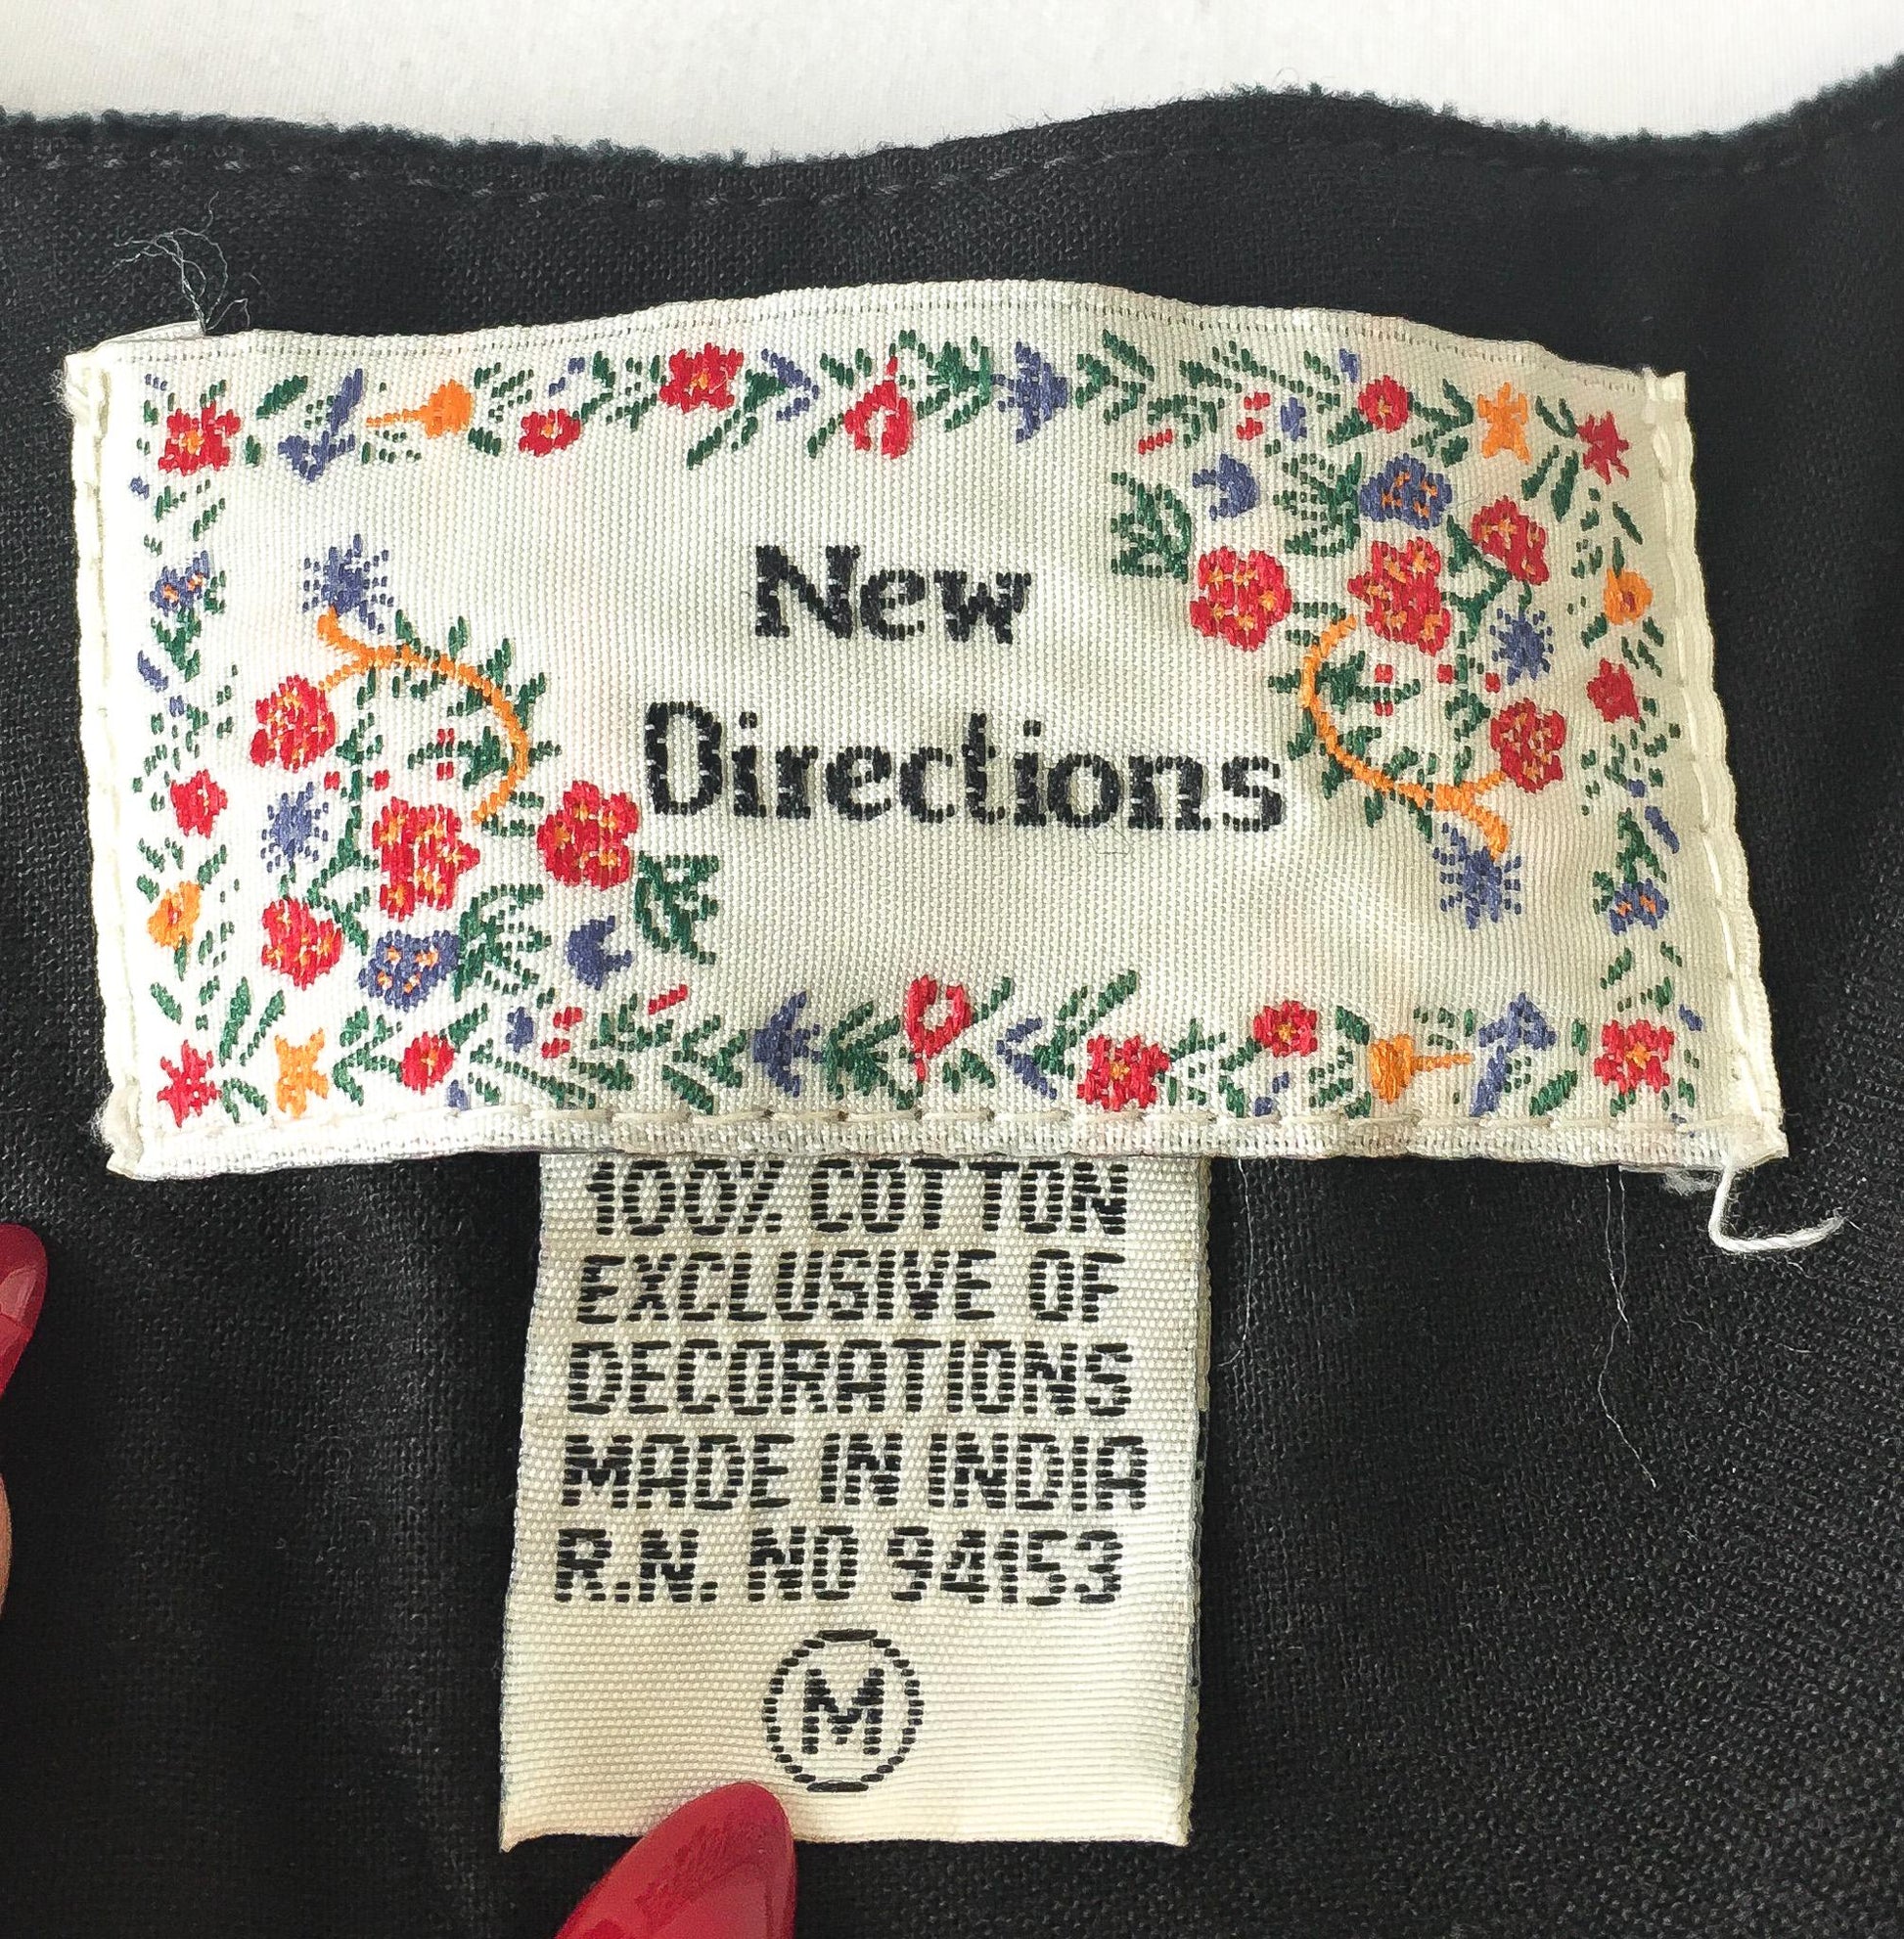 New
Directions
100% COTTON
EXCLUSIVE OF
DECORATIONS
MADE IN INDIA
R.N. NO 94153
M